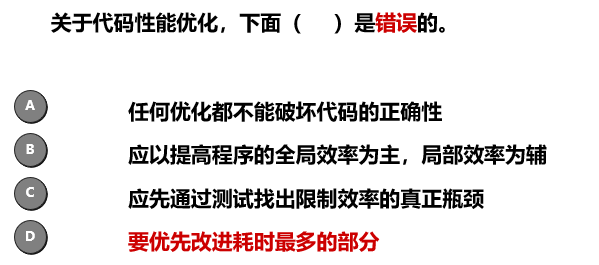 关于代码性能优化，下面（ ）是错误的。
A 任何优化都不能破坏代码的正确性
B 应以提高程序的全局效率为主，局部效率为辅
C 应先通过测试找出限制效率的真正瓶颈
D 要优先改进耗时最多的部分